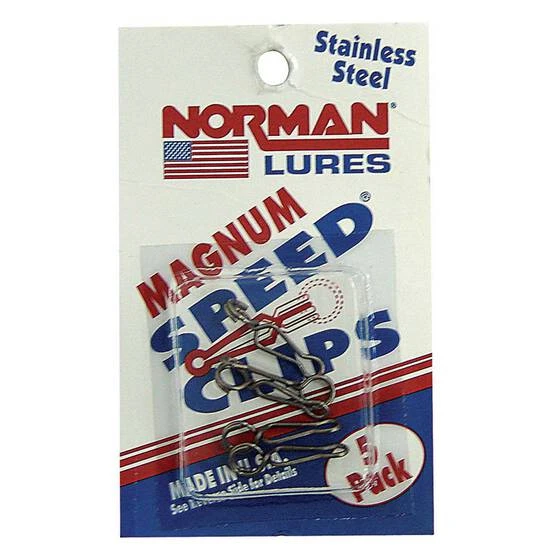 Stainless
Steel
NORMAN®
LURES
MAGNUM
SPEED®
CLIPS
5
Pack
MADE IN U.S.A.
See Reverse Side for Details